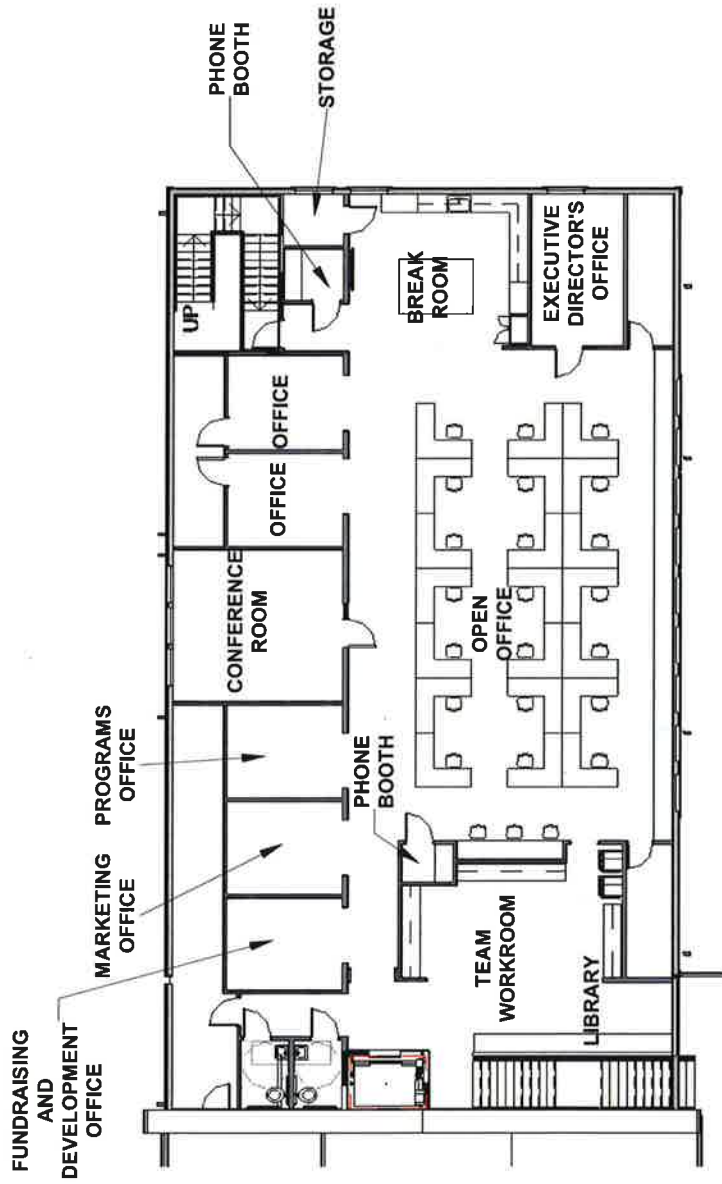 FUNDRAISING
AND
DEVELOPMENT
OFFICE
MARKETING
OFFICE
PROGRAMS
OFFICE
PHONE
BOOTH
STORAGE
UP
CONFERENCE
ROOM
OFFICE
OFFICE
BREAK
ROOM
PHONE
BOOTH
OPEN
OFFICE
EXECUTIVE
DIRECTOR'S
OFFICE
TEAM
WORKROOM
LIBRARY